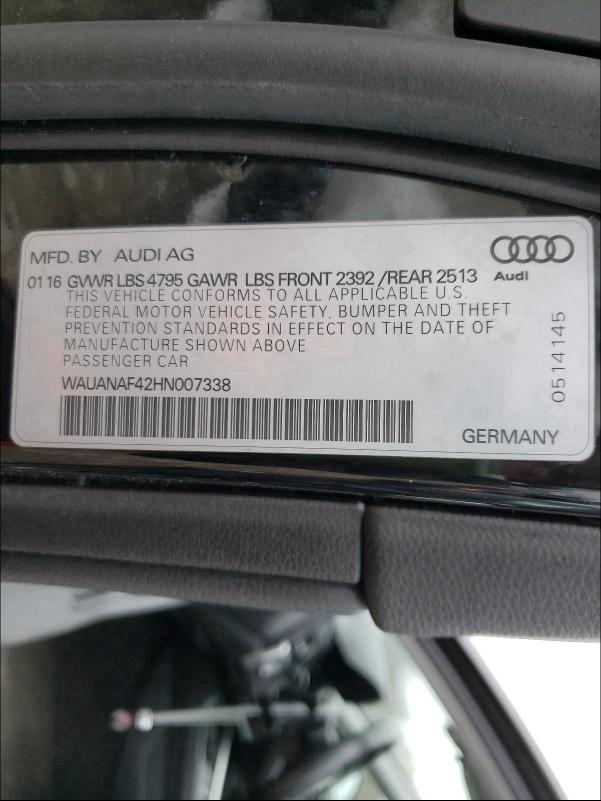 MFD. BY AUDI AG
Audi
01 16 GVWR LBS 4795 GAWR LBS FRONT 2392 /REAR 2513
THIS VEHICLE CONFORMS TO ALL APPLICABLE U.S.
FEDERAL MOTOR VEHICLE SAFETY, BUMPER AND THEFT
PREVENTION STANDARDS IN EFFECT ON THE DATE OF
MANUFACTURE SHOWN ABOVE
PASSENGER CAR
WAUANAF42HN007338
GERMANY
0514145